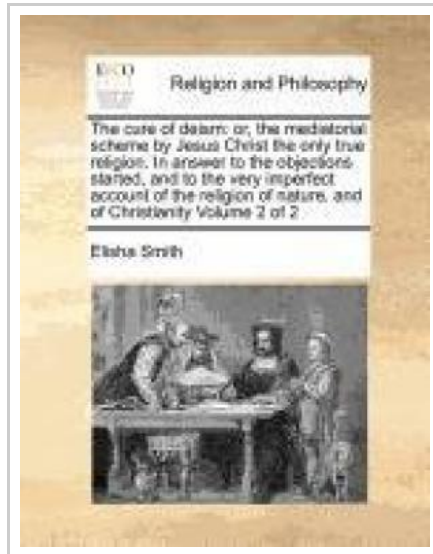 ECCO
Religion and Philosophy
The cure of deism: or, the mediatorial
scheme by Jesus Christ the only true
religion. In answer to the objections
started, and to the very imperfect
account of the religion of nature, and
of Christianity Volume 2 of 2
Elisha Smith